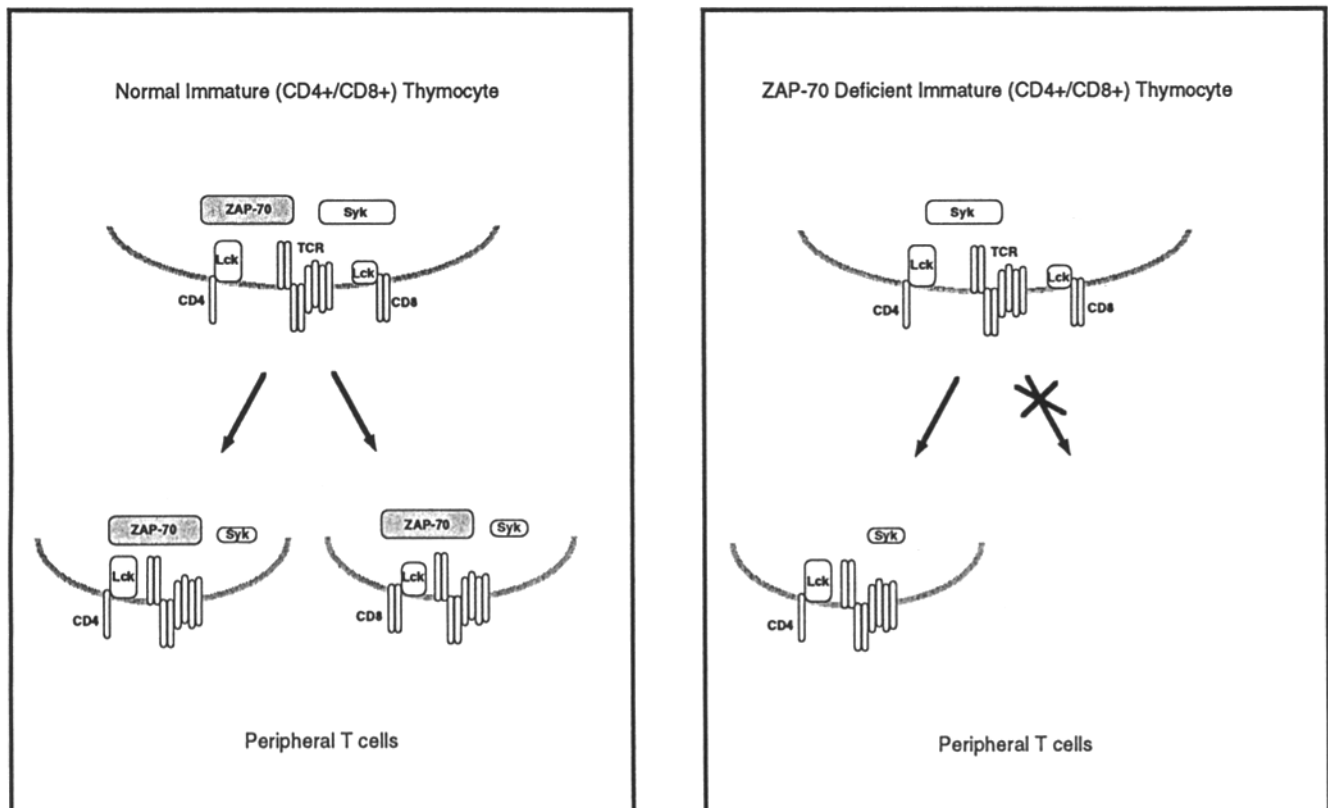 Normal Immature (CD4+/CD8+) Thymocyte
ZAP-70
Syk
Lck
TCR
Lck
CD4
CD8
ZAP-70
Syk
Lck
CD4
ZAP-70
Syk
Lck
CD8
Peripheral T cells
ZAP-70 Deficient Immature (CD4+/CD8+) Thymocyte
Syk
Lck
TCR
Lck
CD4
CD8
Syk
Lck
CD4
Peripheral T cells